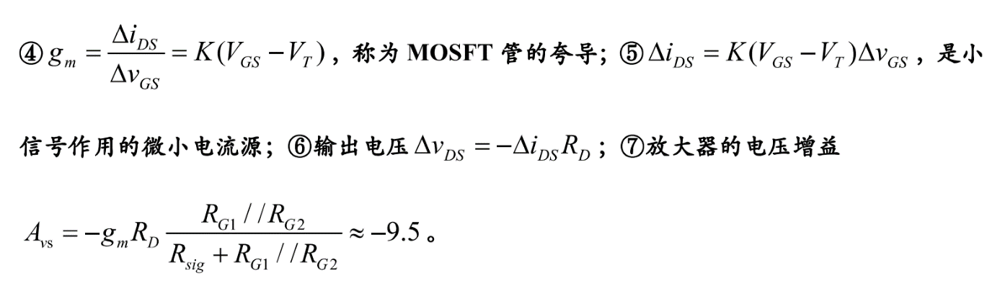 ④ $g_m = \frac{\Delta i_{DS}}{\Delta v_{GS}} = K(V_{GS} - V_T)$，称为 MOSFT 管的夸导；⑤ $\Delta i_{DS} = K(V_{GS} - V_T)\Delta v_{GS}$，是小
信号作用的微小电流源；⑥输出电压 $\Delta v_{DS} = -\Delta i_{DS} R_D$；⑦放大器的电压增益
$A_{vs} = -g_m R_D \frac{R_{G1} // R_{G2}}{R_{sig} + R_{G1} // R_{G2}} \approx -9.5$。